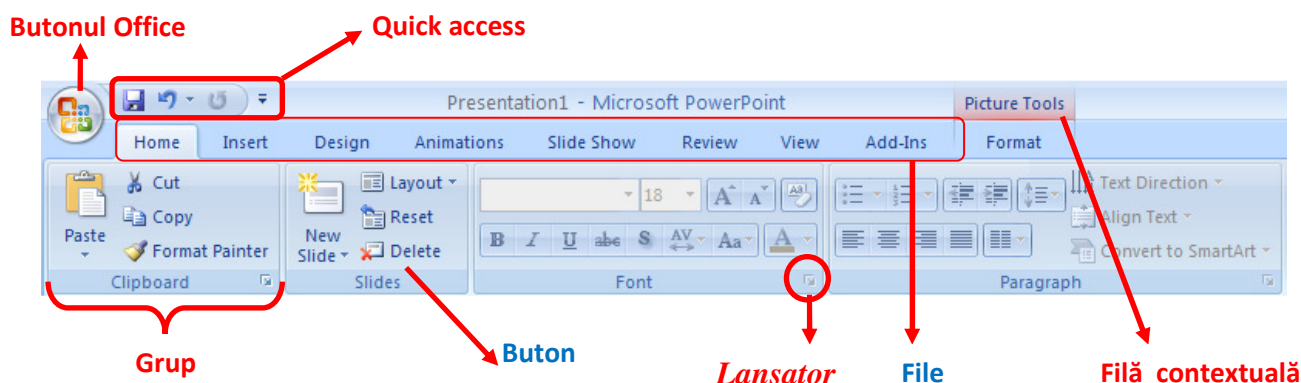 Butonul Office Quick access
Presentation1 - Microsoft PowerPoint Picture Tools
Home Insert Design Animations Slide Show Review View Add-Ins Format
Cut Layout 18 A A Text Direction
Copy Reset Align Text
Paste New
Format Painter Slide Delete B I U abc S AV Aa A Convert to SmartArt
Clipboard Slides Font Paragraph
Grup Buton Lansator File Filă contextuală